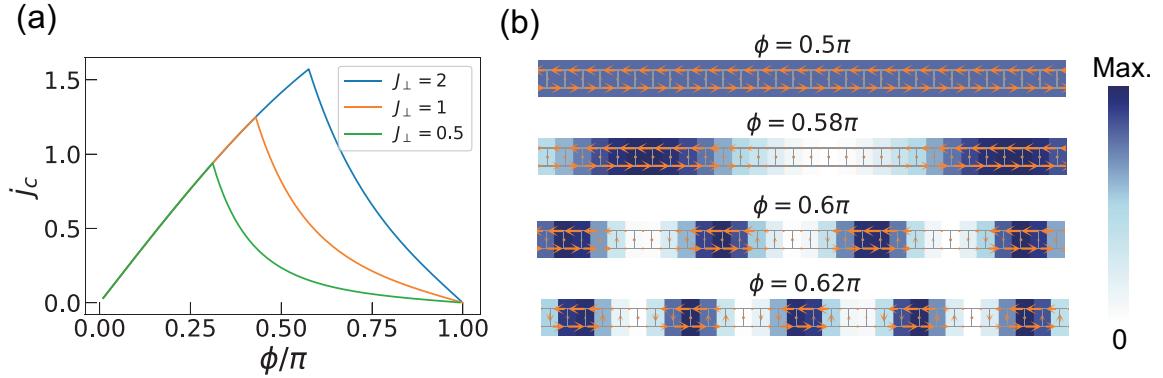 (a)
j_c
1.5
1.0
0.5
0.0
J_⊥ = 2
J_⊥ = 1
J_⊥ = 0.5
0.00 0.25 0.50 0.75 1.00
ϕ/π
(b)
ϕ = 0.5π
ϕ = 0.58π
ϕ = 0.6π
ϕ = 0.62π
Max.
0